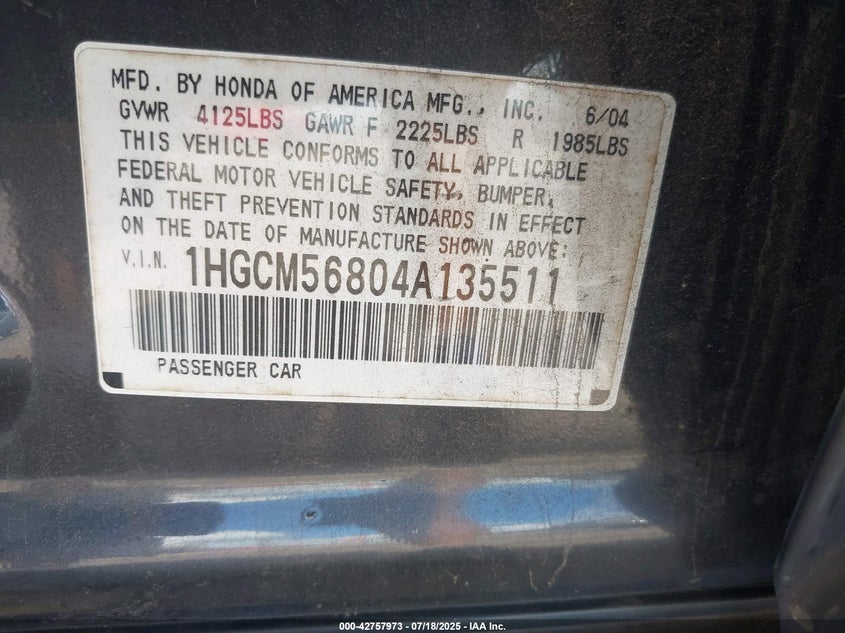 MFD. BY HONDA OF AMERICA MFG., INC. 6/04
GVWR 4125LBS GAWR F 2225LBS R 1985LBS
THIS VEHICLE CONFORMS TO ALL APPLICABLE
FEDERAL MOTOR VEHICLE SAFETY, BUMPER,
AND THEFT PREVENTION STANDARDS IN EFFECT
ON THE DATE OF MANUFACTURE SHOWN ABOVE:
V.I.N. 1HGCM56804A135511
PASSENGER CAR
000-42757973 - 07/18/2025 - IAA Inc.